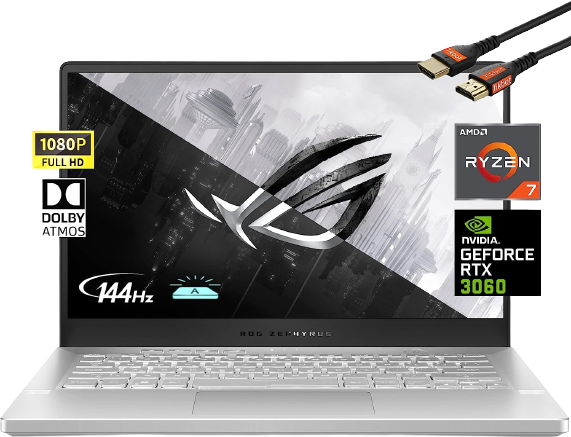 1080P
FULL HD
DOLBY
ATMOS
144Hz
A
AMD
RYZEN
7
NVIDIA.
GEFORCE
RTX
3060
ROG ZEPHYRUS